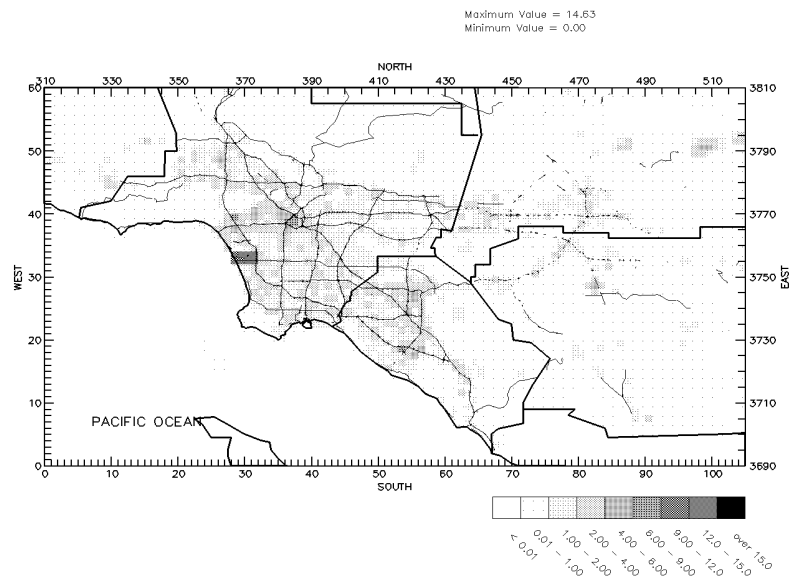 Maximum Value = 14.63
Minimum Value = 0.00
NORTH
310 330 350 370 390 410 430 450 470 490 510
60 3810
50 3790
40 3770
WEST 30 3750 EAST
20 3730
10 3710
PACIFIC OCEAN
0 3690
0 10 20 30 40 50 60 70 80 90 100
SOUTH
< 0.01
0.01 - 1.00
1.00 - 2.00
2.00 - 4.00
4.00 - 6.00
6.00 - 9.00
9.00 - 12.0
12.0 - 15.0
over 15.0